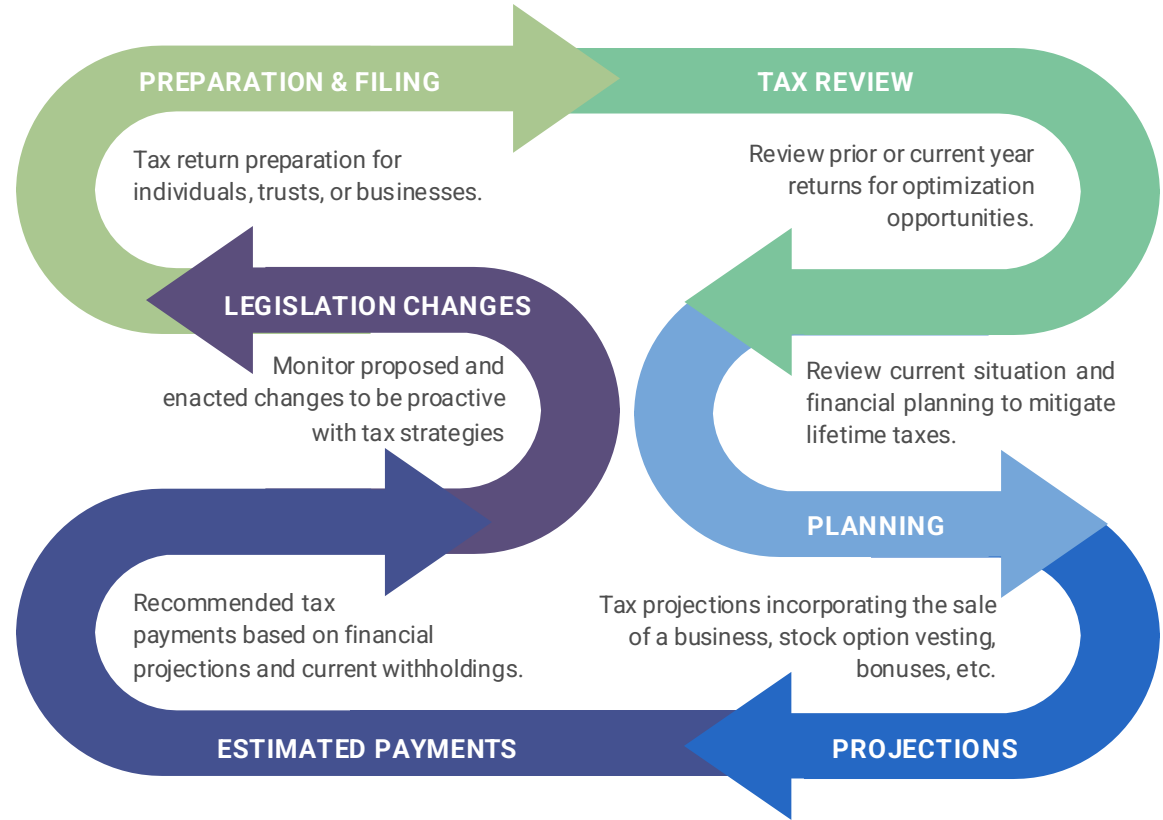 PREPARATION & FILING
Tax return preparation for
individuals, trusts, or businesses.
TAX REVIEW
Review prior or current year
returns for optimization
opportunities.
Review current situation and
financial planning to mitigate
lifetime taxes.
PLANNING
Tax projections incorporating the sale
of a business, stock option vesting,
bonuses, etc.
PROJECTIONS
Recommended tax
payments based on financial
projections and current withholdings.
ESTIMATED PAYMENTS
LEGISLATION CHANGES
Monitor proposed and
enacted changes to be proactive
with tax strategies